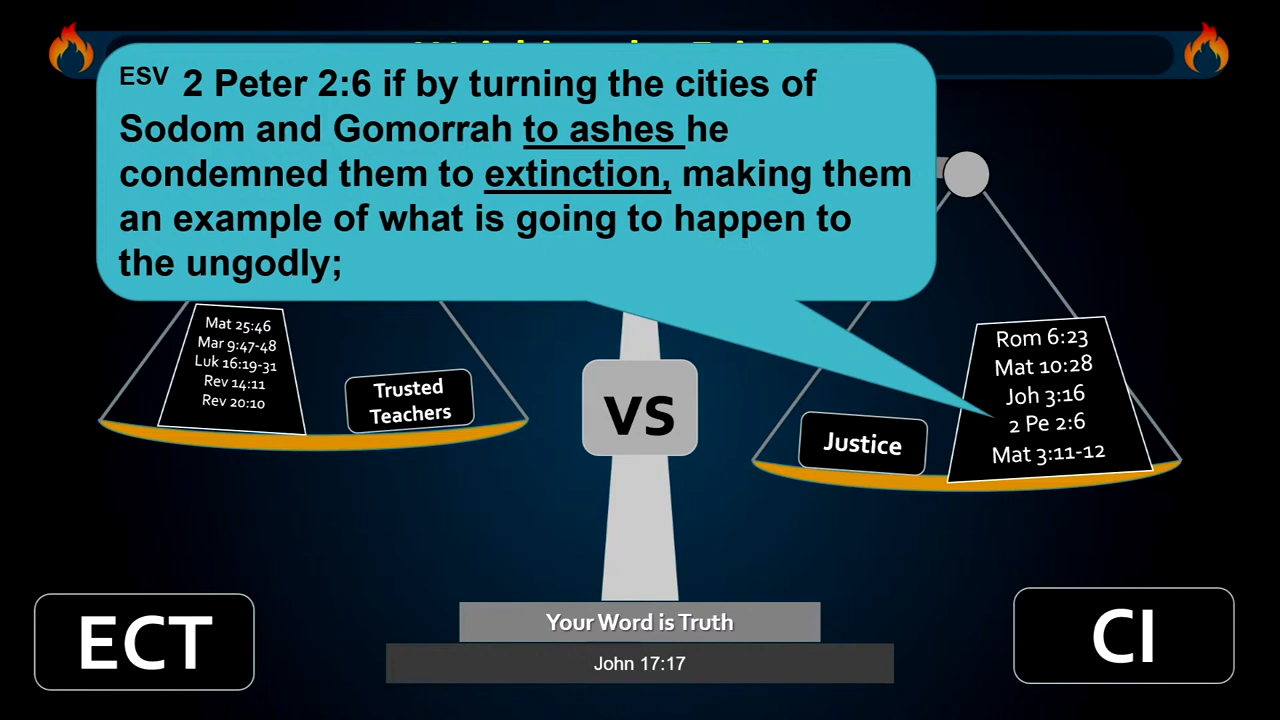 ESV 2 Peter 2:6 if by turning the cities of
Sodom and Gomorrah to ashes he
condemned them to extinction, making them
an example of what is going to happen to
the ungodly;
Mat 25:46
Mar 9:47-48
Luk 16:19-31
Rev 14:11
Rev 20:10
Trusted
Teachers
VS
Justice
Rom 6:23
Mat 10:28
Joh 3:16
2 Pe 2:6
Mat 3:11-12
ECT
Your Word is Truth
John 17:17
CI